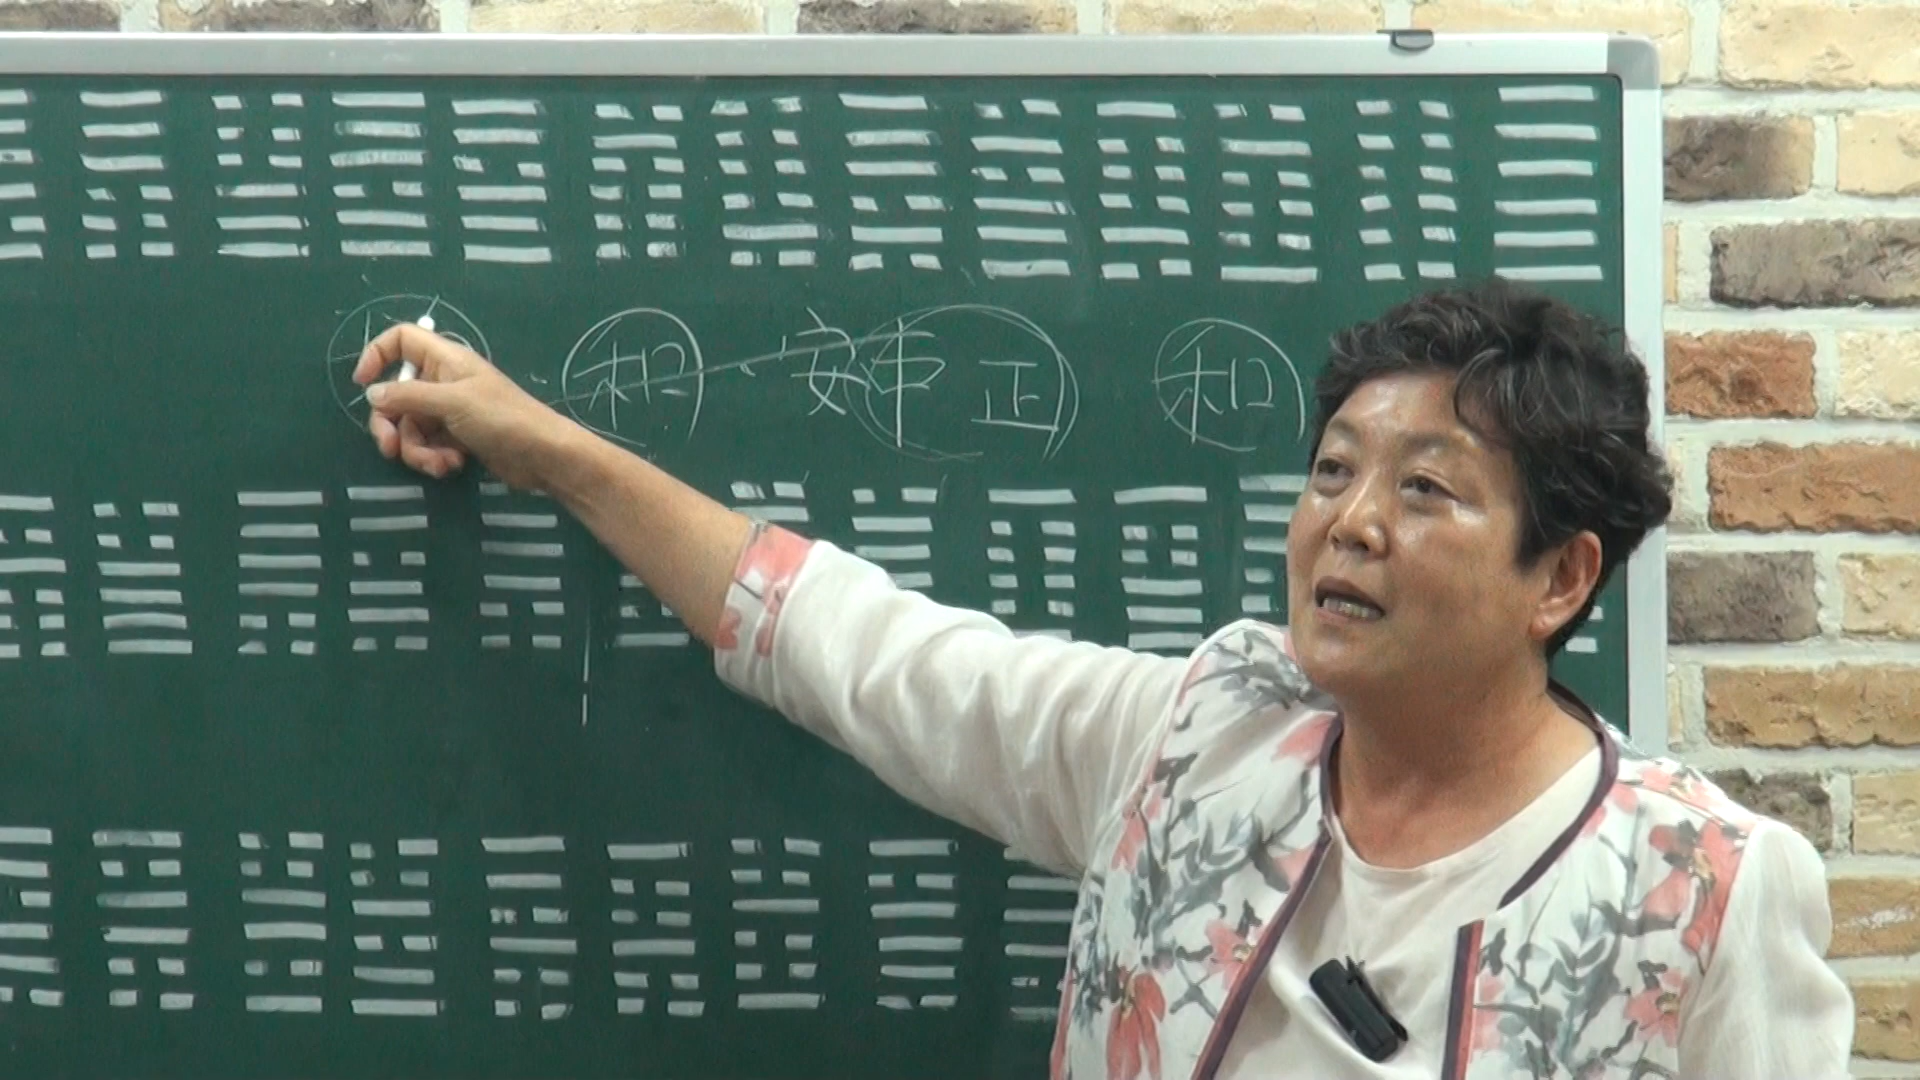 和 安 中 正 和